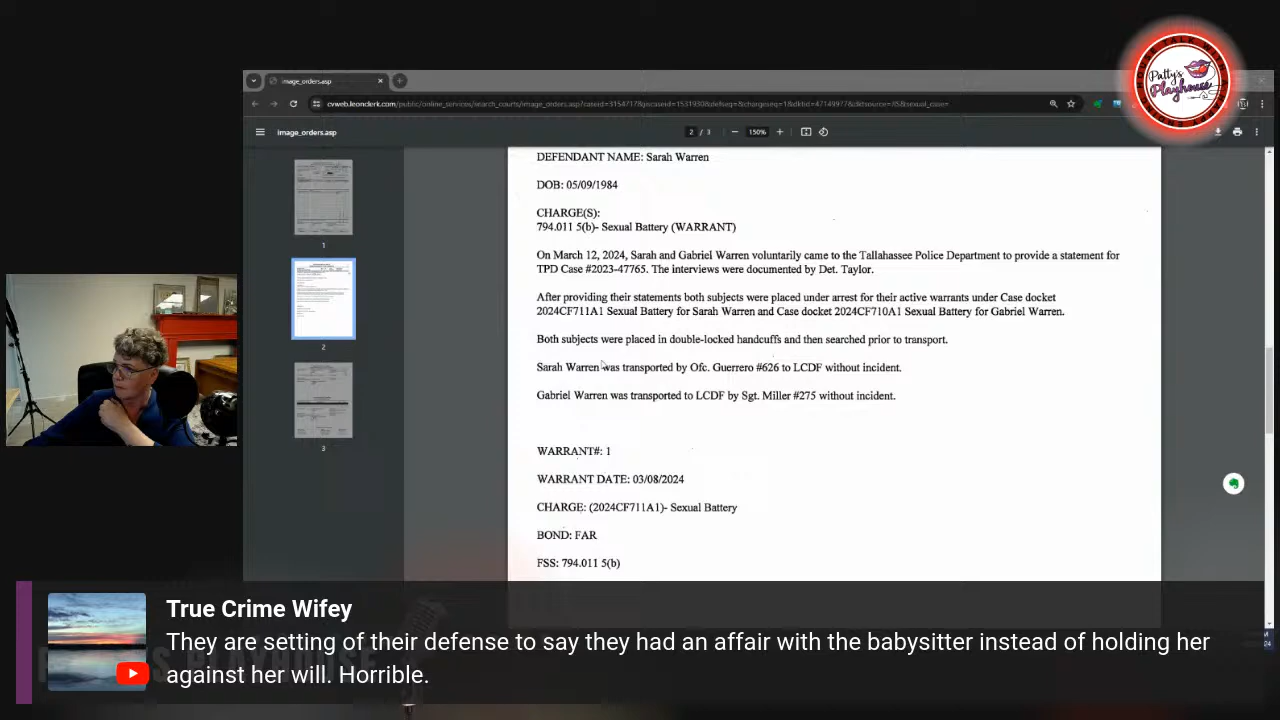 image_orders.asp
Patty's
Playhouse
image_orders.asp
2 / 3
150%
DEFENDANT NAME: Sarah Warren
DOB: 05/09/1984
CHARGE(S):
794.011 5(b)- Sexual Battery (WARRANT)
On March 12, 2024, Sarah and Gabriel Warren voluntarily came to the Tallahassee Police Department to provide a statement for
TPD Case #2023-47765. The interviews were documented by Det. Taylor.
After providing their statements both subjects were placed under arrest for their active warrants under Case docket
2024CF711A1 Sexual Battery for Sarah Warren and Case docket 2024CF710A1 Sexual Battery for Gabriel Warren.
Both subjects were placed in double-locked handcuffs and then searched prior to transport.
Sarah Warren was transported by Ofc. Guerrero #626 to LCDF without incident.
Gabriel Warren was transported to LCDF by Sgt. Miller #275 without incident.
WARRANT#: 1
WARRANT DATE: 03/08/2024
CHARGE: (2024CF711A1)- Sexual Battery
BOND: FAR
FSS: 794.011 5(b)
1
2
3
True Crime Wifey
They are setting of their defense to say they had an affair with the babysitter instead of holding her
against her will. Horrible.